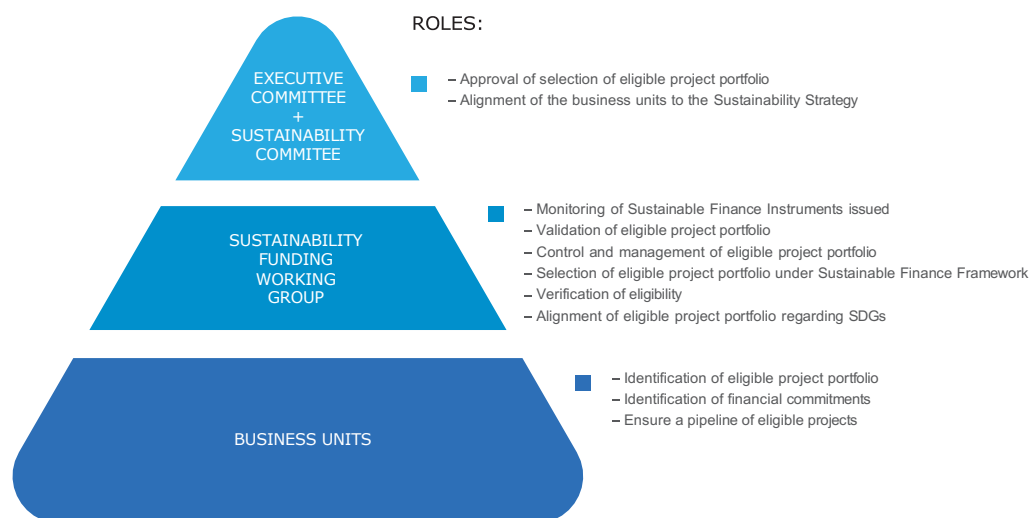 ROLES:
EXECUTIVE
COMMITTEE
+
SUSTAINABILITY
COMMITEE
– Approval of selection of eligible project portfolio
– Alignment of the business units to the Sustainability Strategy
SUSTAINABILITY
FUNDING
WORKING
GROUP
– Monitoring of Sustainable Finance Instruments issued
– Validation of eligible project portfolio
– Control and management of eligible project portfolio
– Selection of eligible project portfolio under Sustainable Finance Framework
– Verification of eligibility
– Alignment of eligible project portfolio regarding SDGs
BUSINESS UNITS
– Identification of eligible project portfolio
– Identification of financial commitments
– Ensure a pipeline of eligible projects